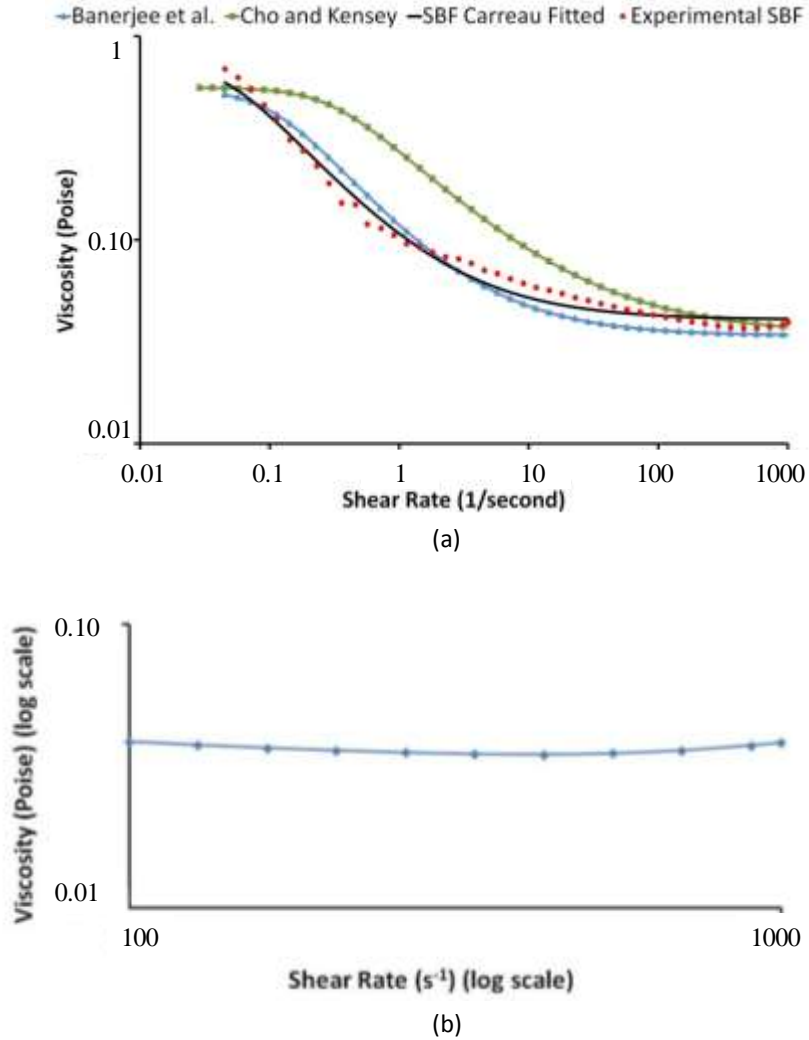 Banerjee et al. Cho and Kensey SBF Carreau Fitted Experimental SBF
1
0.10
0.01
Viscosity (Poise)
0.01 0.1 1 10 100 1000
Shear Rate (1/second)
(a)
0.10
0.01
Viscosity (Poise) (log scale)
100 1000
Shear Rate (s-1) (log scale)
(b)